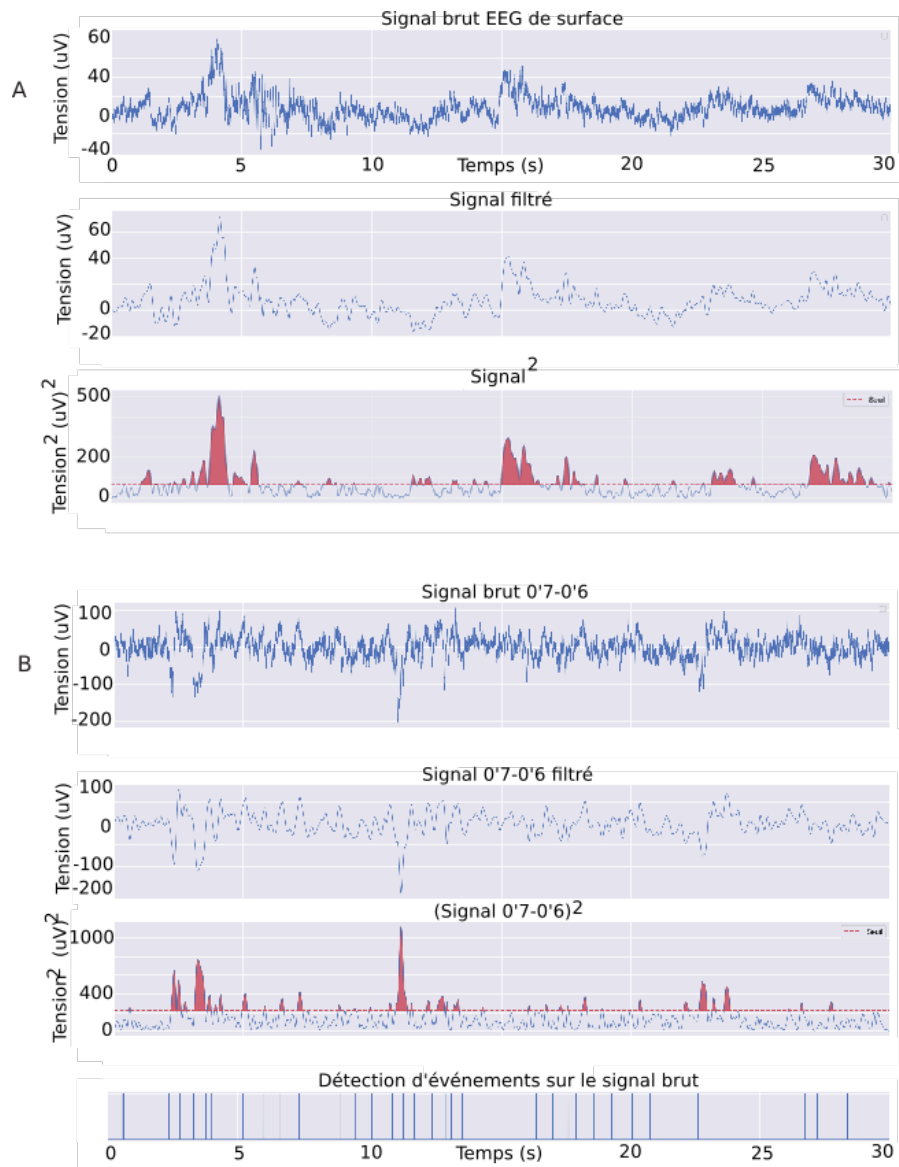 Signal brut EEG de surface
A
Tension (uV)
60
40
0
-40
0 5 10 Temps (s) 20 25 30
Signal filtré
Tension (uV)
60
40
0
-20
Signal 2
Tension2 (uV)2
500
200
0
Seuil
Signal brut 0'7-0'6
B
Tension (uV)
100
0
-100
-200
Signal 0'7-0'6 filtré
Tension (uV)
100
0
-100
-200
(Signal 0'7-0'6)2
Tension2 (uV)2
1000
400
0
Seuil
Détection d'événements sur le signal brut
0 5 10 Temps (s) 20 25 30